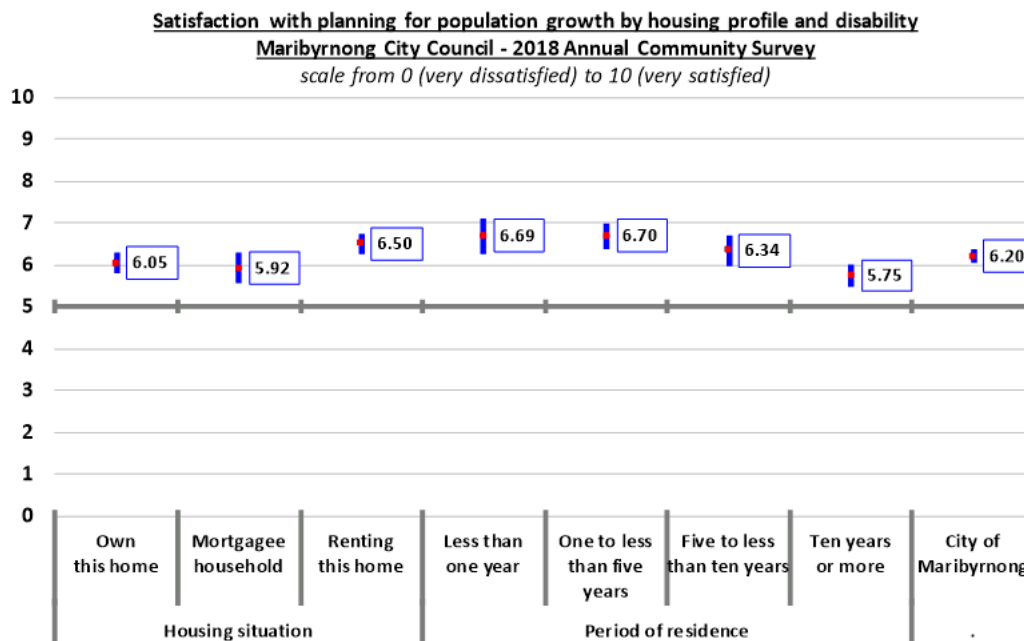 Satisfaction with planning for population growth by housing profile and disability
Maribyrnong City Council - 2018 Annual Community Survey
scale from 0 (very dissatisfied) to 10 (very satisfied)
10
9
8
7
6
5
4
3
2
1
0
6.05
5.92
6.50
6.69
6.70
6.34
5.75
6.20
Own
this home
Mortgagee
household
Renting
this home
Less than
one year
One to less
than five
years
Five to less
than ten years
Ten years
or more
City of
Maribyrnong
Housing situation
Period of residence
.